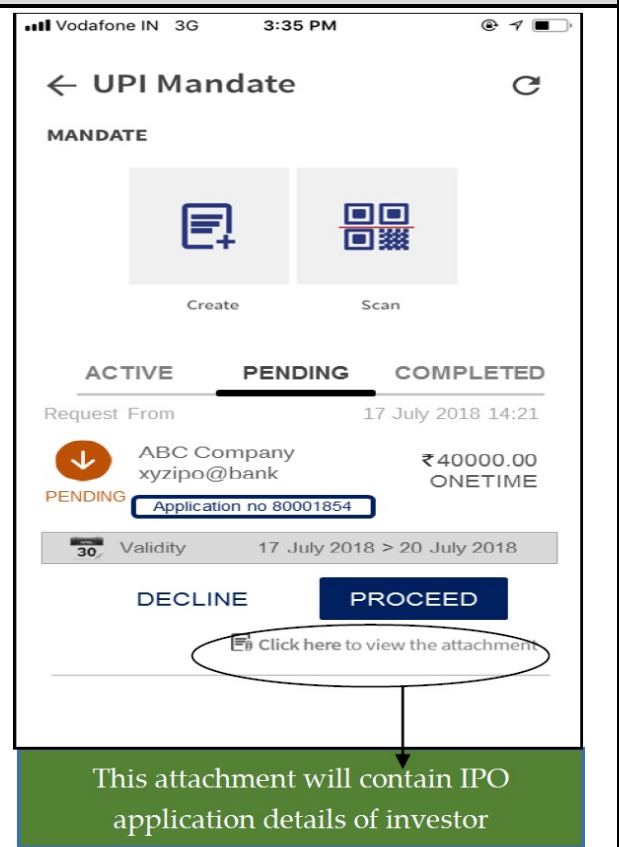 Vodafone IN 3G 3:35 PM
← UPI Mandate
MANDATE
Create Scan
ACTIVE PENDING COMPLETED
Request From 17 July 2018 14:21
ABC Company ₹40000.00
xyzipo@bank ONETIME
PENDING
Application no 80001854
30 Validity 17 July 2018 > 20 July 2018
DECLINE PROCEED
Click here to view the attachment
This attachment will contain IPO
application details of investor